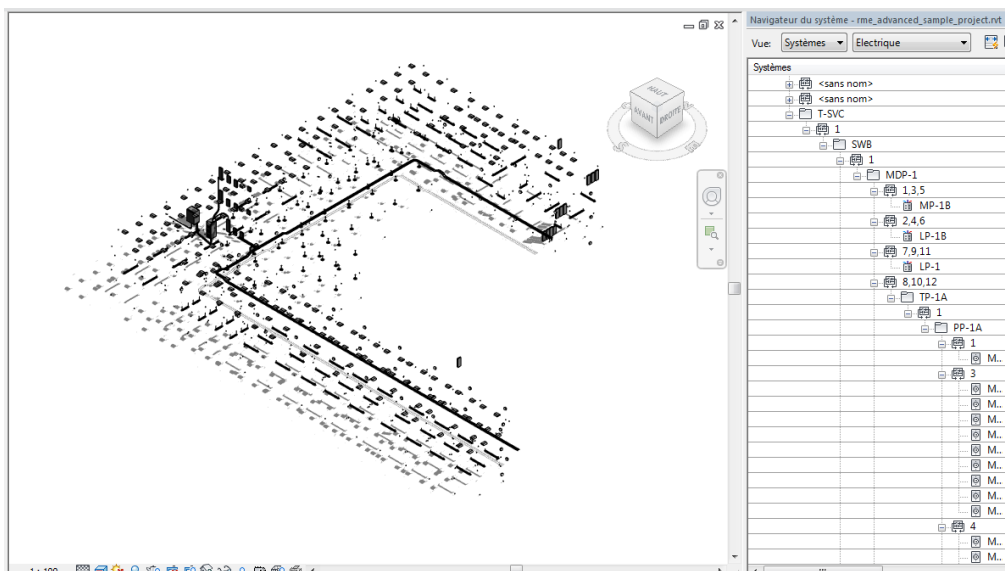 Navigateur du système - rme_advanced_sample_project.rvt
Vue:
Systèmes
Electrique
Systèmes
<sans nom>
<sans nom>
T-SVC
1
SWB
1
MDP-1
1,3,5
MP-1B
2,4,6
LP-1B
7,9,11
LP-1
8,10,12
TP-1A
1
PP-1A
1
M..
3
M..
M..
M..
M..
M..
M..
M..
M..
M..
4
M..
M..
HAUT
AVANT
DROITE
1 : 100